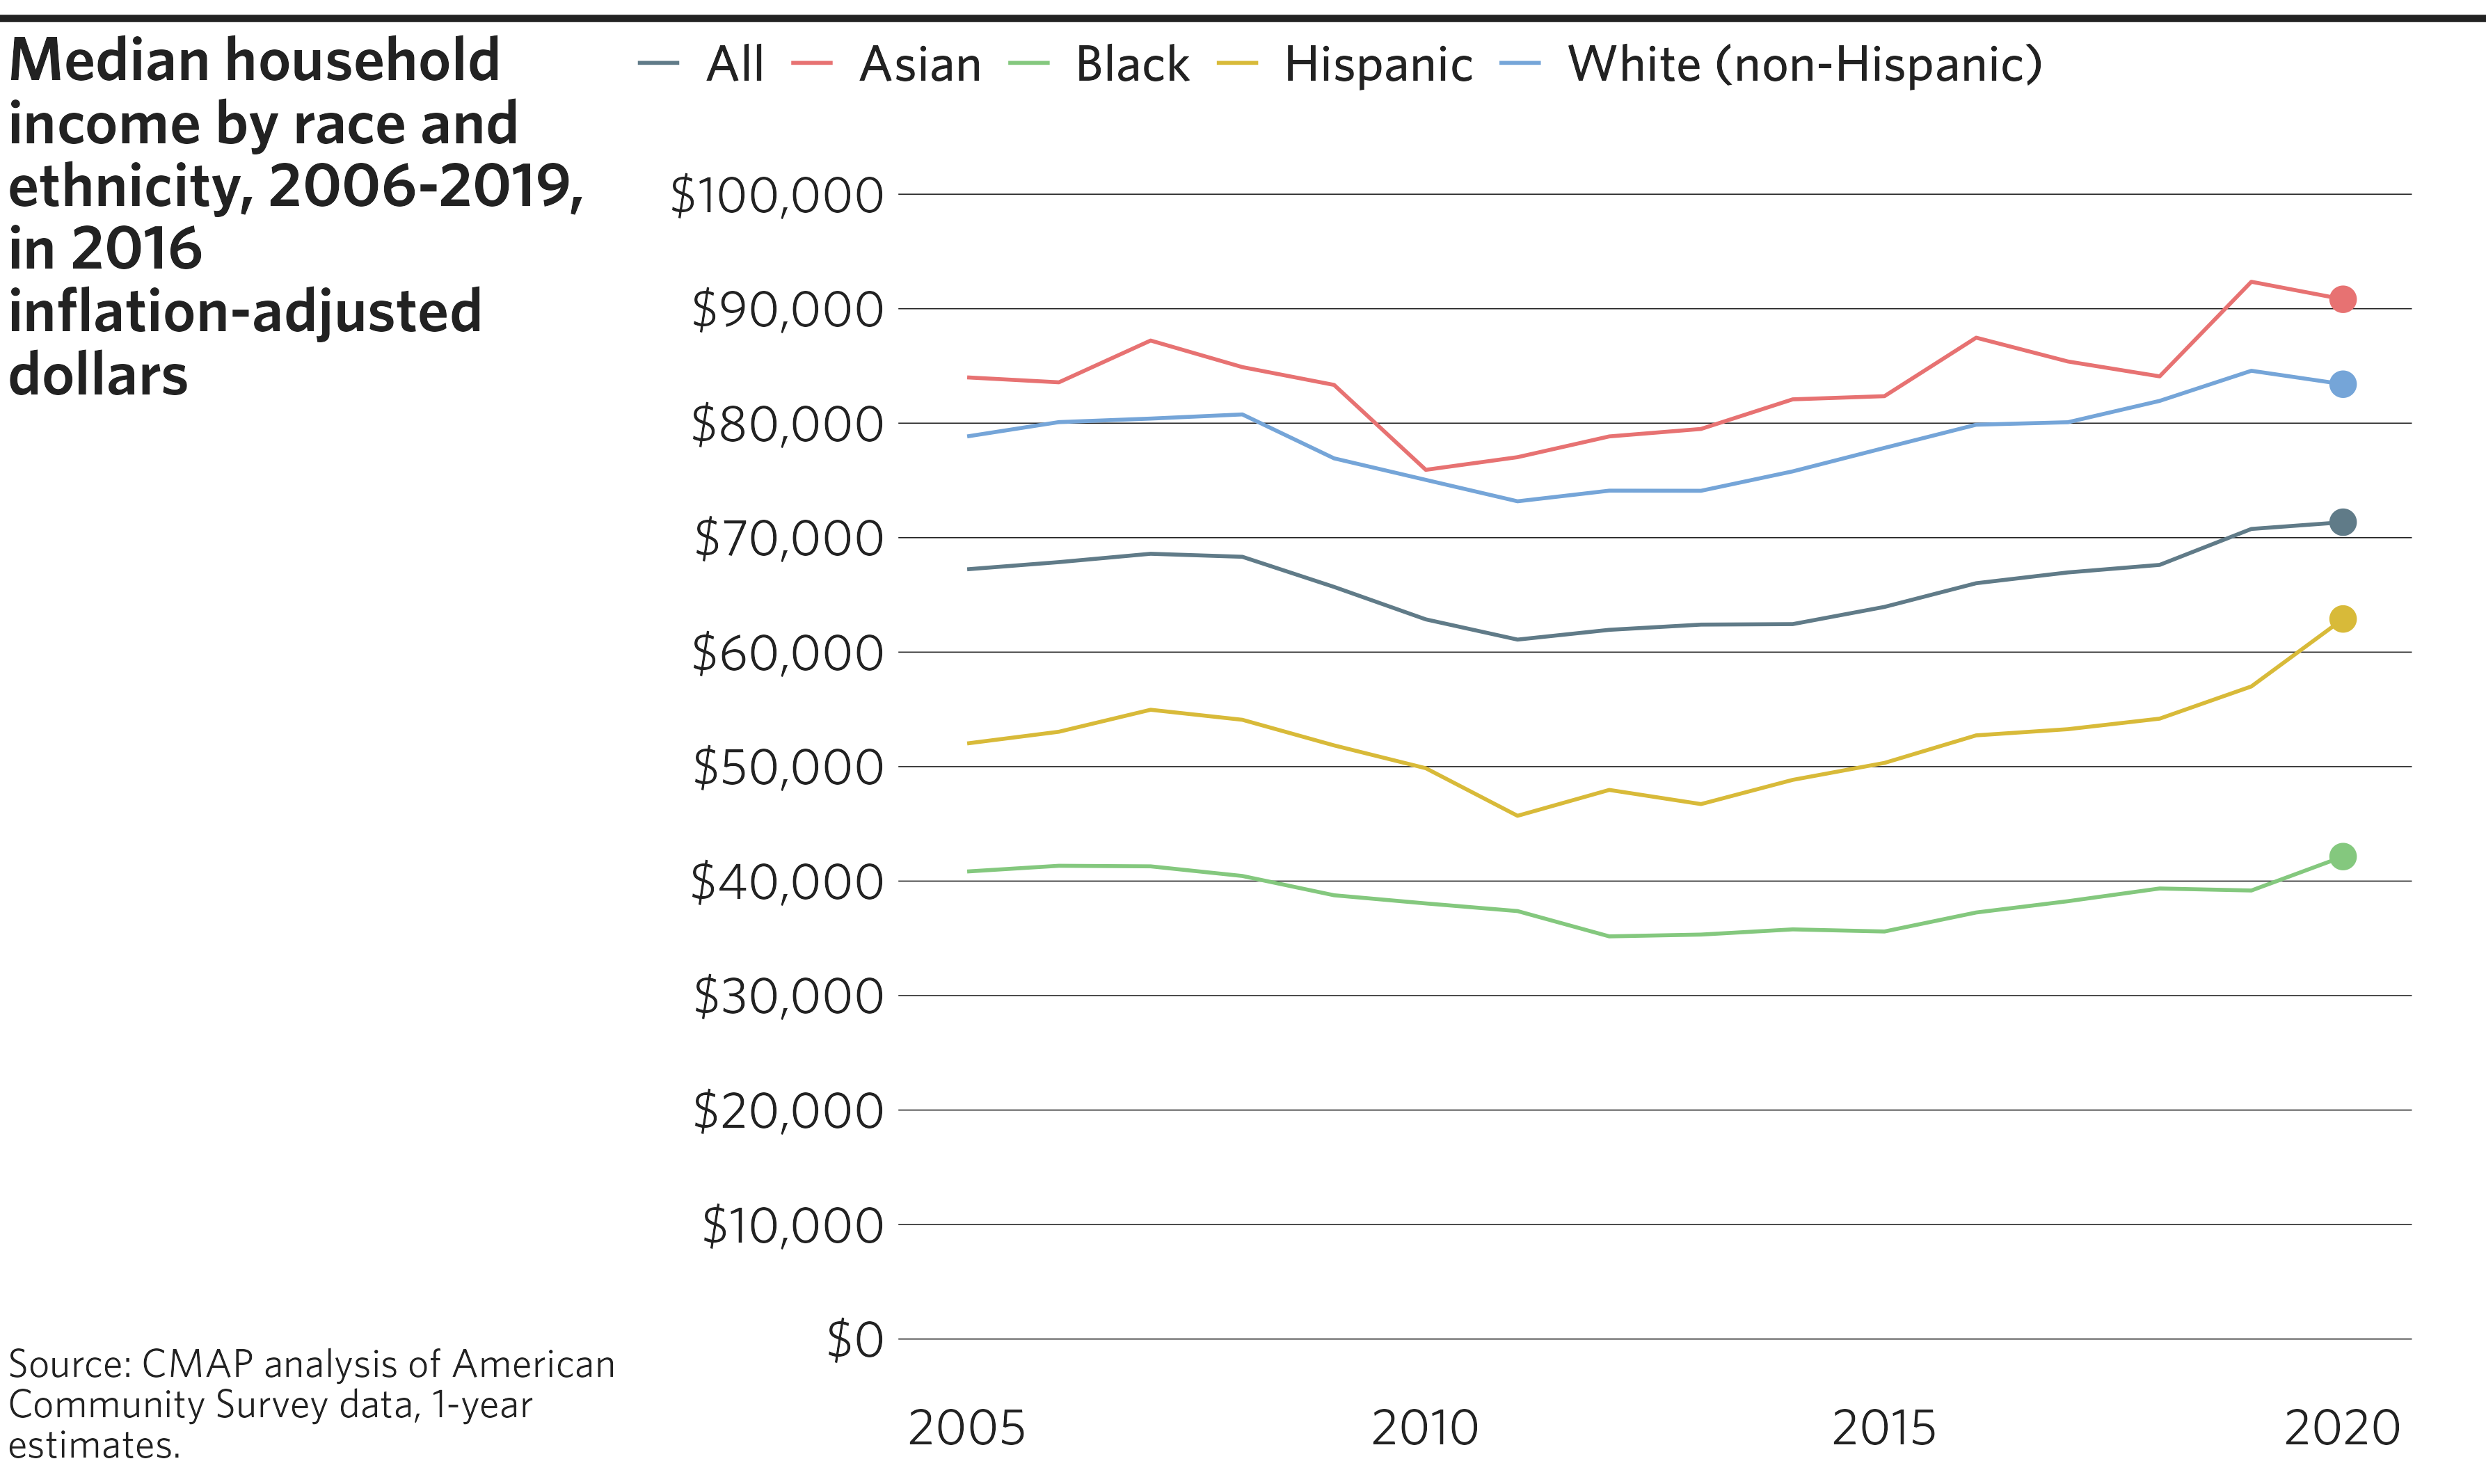 Median household
income by race and
ethnicity, 2006-2019,
in 2016
inflation-adjusted
dollars
All Asian Black Hispanic White (non-Hispanic)
$100,000
$90,000
$80,000
$70,000
$60,000
$50,000
$40,000
$30,000
$20,000
$10,000
$0
2005 2010 2015 2020
Source: CMAP analysis of American
Community Survey data, 1-year
estimates.